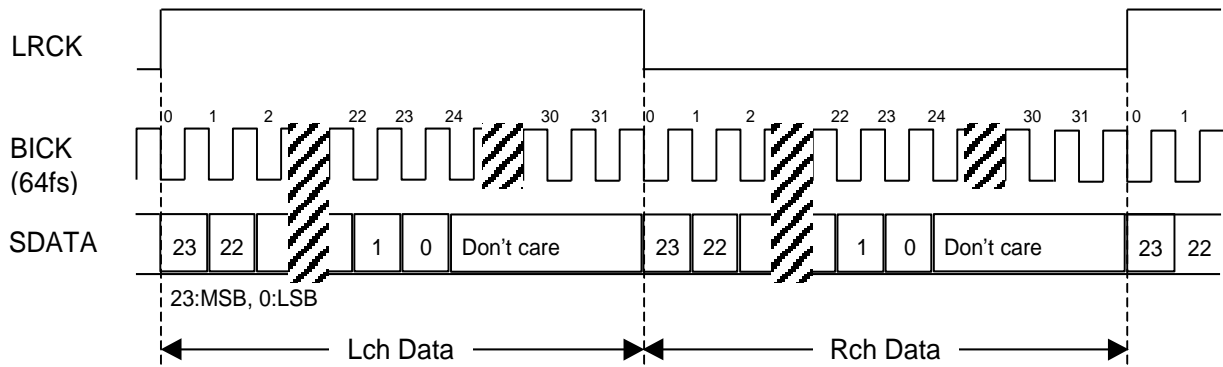 LRCK
0 1 2 22 23 24 30 31 0 1 2 22 23 24 30 31 0 1
BICK
(64fs)
SDATA 23 22 1 0 Don't care 23 22 1 0 Don't care 23 22
23:MSB, 0:LSB
Lch Data Rch Data